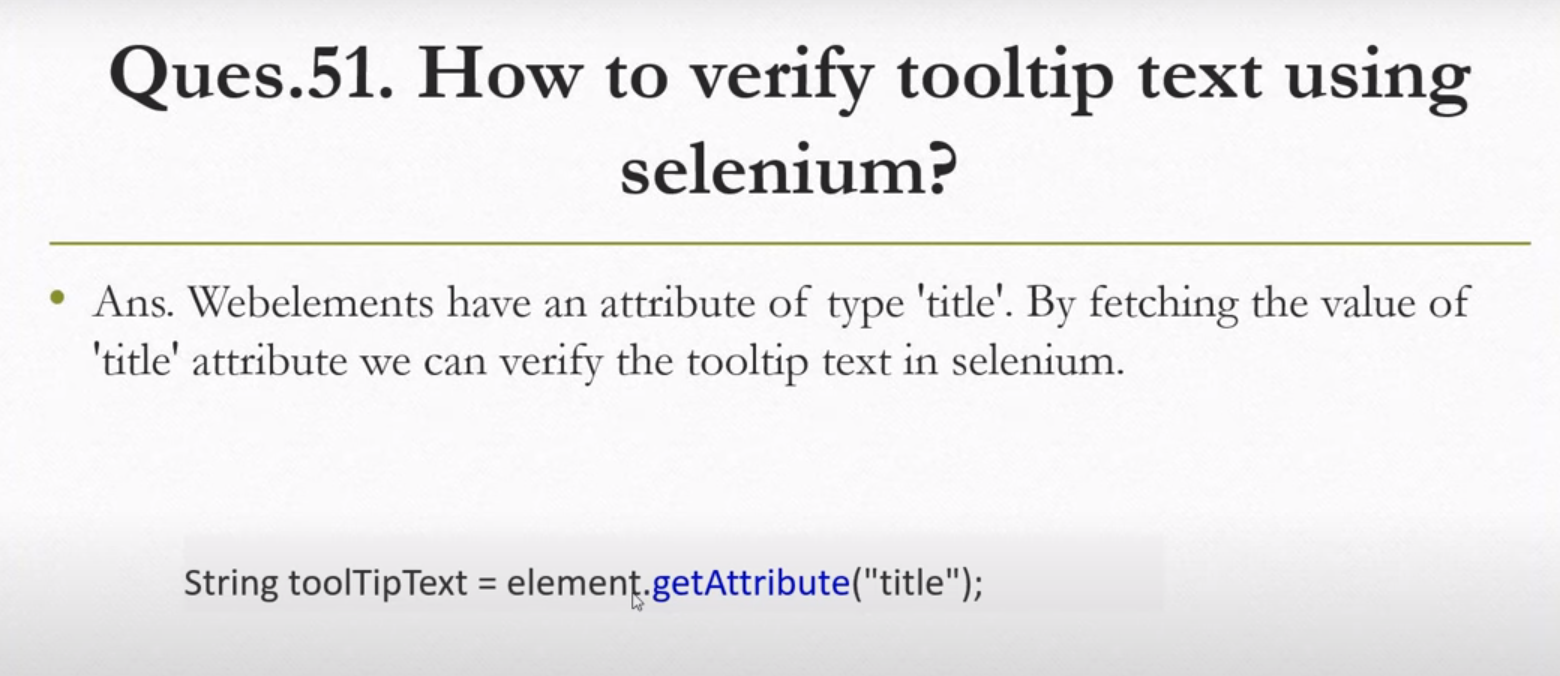 Ques.51. How to verify tooltip text using
selenium?
• Ans. Webelements have an attribute of type 'title'. By fetching the value of
'title' attribute we can verify the tooltip text in selenium.
String toolTipText = element.getAttribute("title");